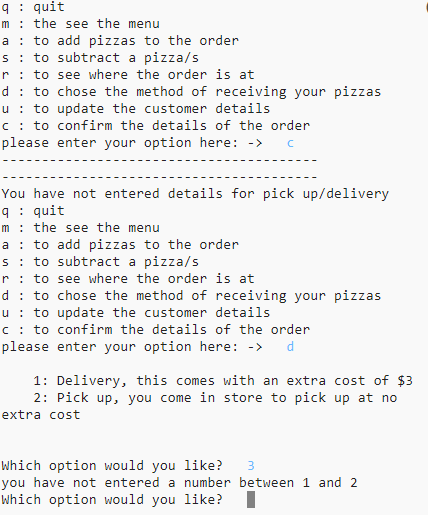 q : quit
m : the see the menu
a : to add pizzas to the order
s : to subtract a pizza/s
r : to see where the order is at
d : to chose the method of receiving your pizzas
u : to update the customer details
c : to confirm the details of the order
please enter your option here: -> c
----------------------------------------
----------------------------------------
You have not entered details for pick up/delivery
q : quit
m : the see the menu
a : to add pizzas to the order
s : to subtract a pizza/s
r : to see where the order is at
d : to chose the method of receiving your pizzas
u : to update the customer details
c : to confirm the details of the order
please enter your option here: -> d
1: Delivery, this comes with an extra cost of $3
2: Pick up, you come in store to pick up at no
extra cost
Which option would you like? 3
you have not entered a number between 1 and 2
Which option would you like?